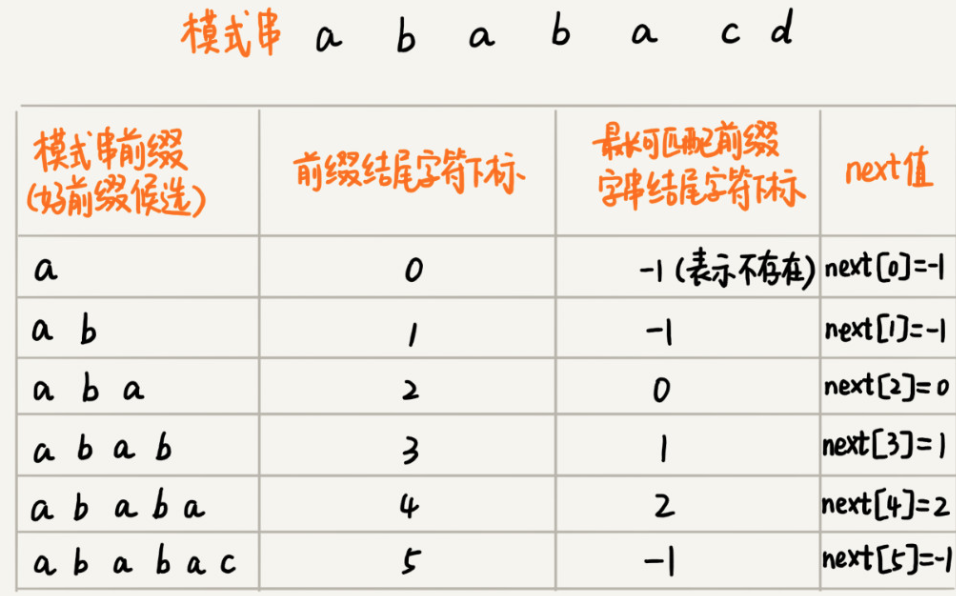 模式串 a b a b a c d
模式串前缀
(好前缀候选)
前缀结尾字符下标
最长可匹配前缀
字串结尾字符下标
next值
a 0 -1(表示不存在) next[0]=-1
a b 1 -1 next[1]=-1
a b a 2 0 next[2]=0
a b a b 3 1 next[3]=1
a b a b a 4 2 next[4]=2
a b a b a c 5 -1 next[5]=-1